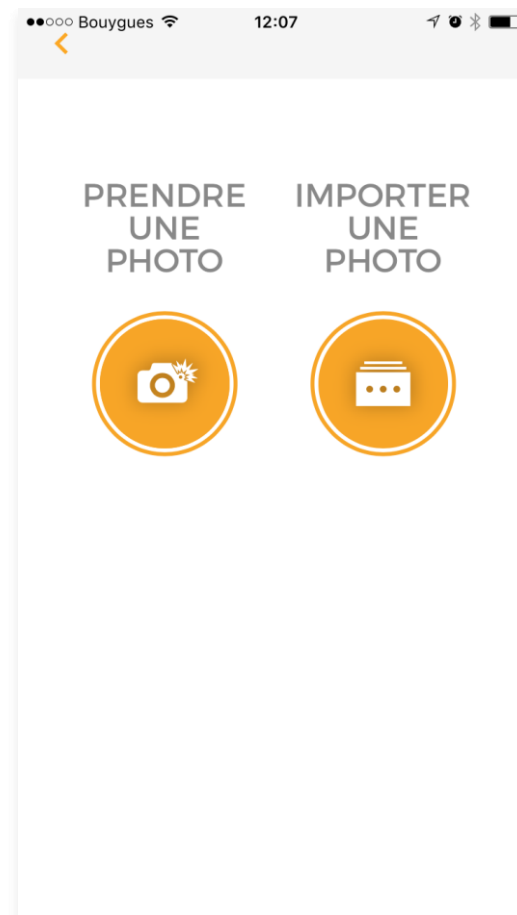 Bouygues 12:07
PRENDRE
UNE
PHOTO
IMPORTER
UNE
PHOTO